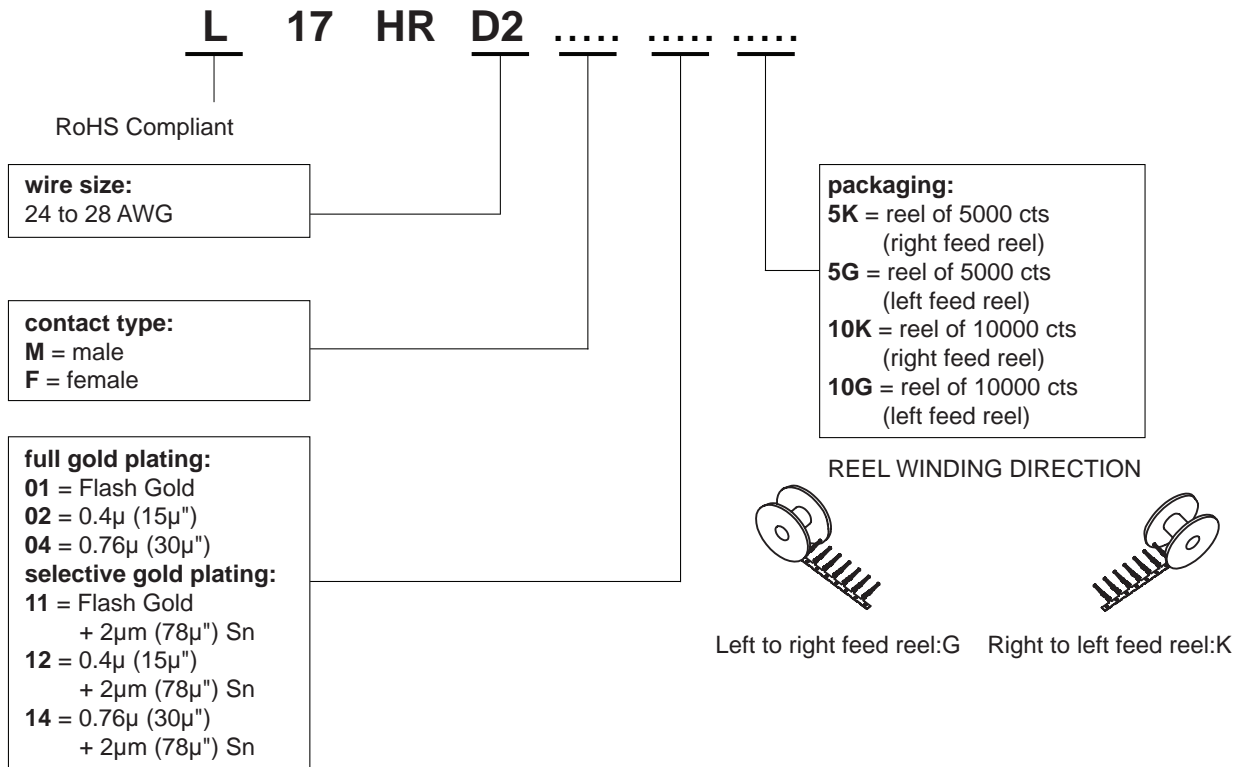 L 17 HR D2 ..... ..... .....
RoHS Compliant
wire size:
24 to 28 AWG
contact type:
M = male
F = female
full gold plating:
01 = Flash Gold
02 = 0.4µ (15µ")
04 = 0.76µ (30µ")
selective gold plating:
11 = Flash Gold
+ 2µm (78µ") Sn
12 = 0.4µ (15µ")
+ 2µm (78µ") Sn
14 = 0.76µ (30µ")
+ 2µm (78µ") Sn
packaging:
5K = reel of 5000 cts
(right feed reel)
5G = reel of 5000 cts
(left feed reel)
10K = reel of 10000 cts
(right feed reel)
10G = reel of 10000 cts
(left feed reel)
REEL WINDING DIRECTION
Left to right feed reel:G
Right to left feed reel:K